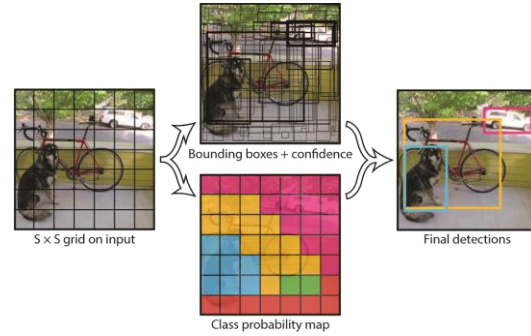 Bounding boxes + confidence
S × S grid on input
Final detections
Class probability map